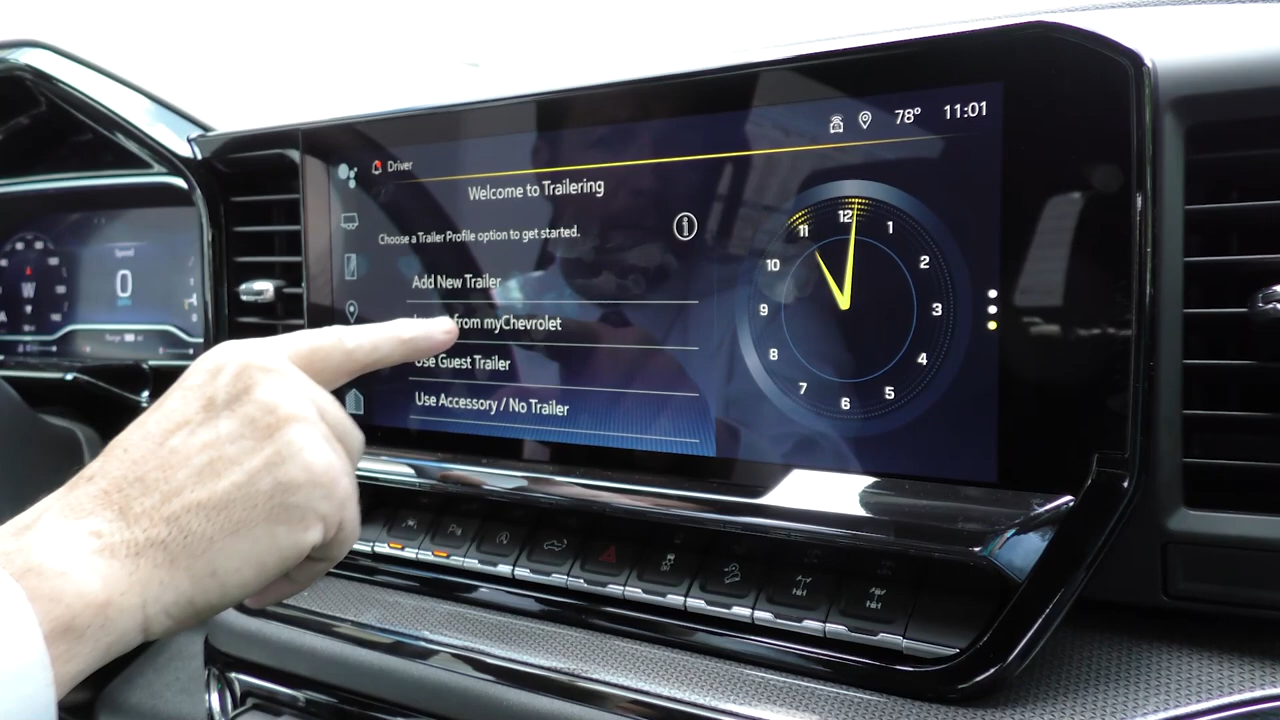 78° 11:01
Driver
Welcome to Trailering
Choose a Trailer Profile option to get started.
Add New Trailer
from myChevrolet
Use Guest Trailer
Use Accessory / No Trailer
12
1
2
3
4
5
6
7
8
9
10
11
Speed
0
W